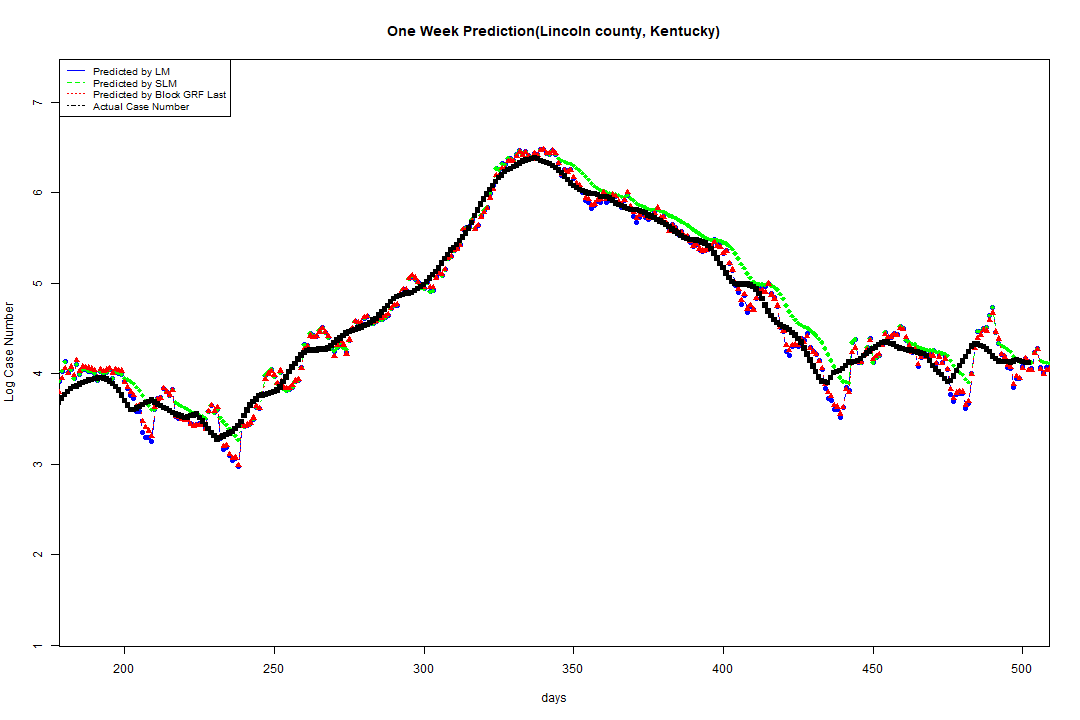 One Week Prediction(Lincoln county, Kentucky)
Predicted by LM
Predicted by SLM
Predicted by Block GRF Last
Actual Case Number
7
6
5
4
3
2
1
Log Case Number
200 250 300 350 400 450 500
days